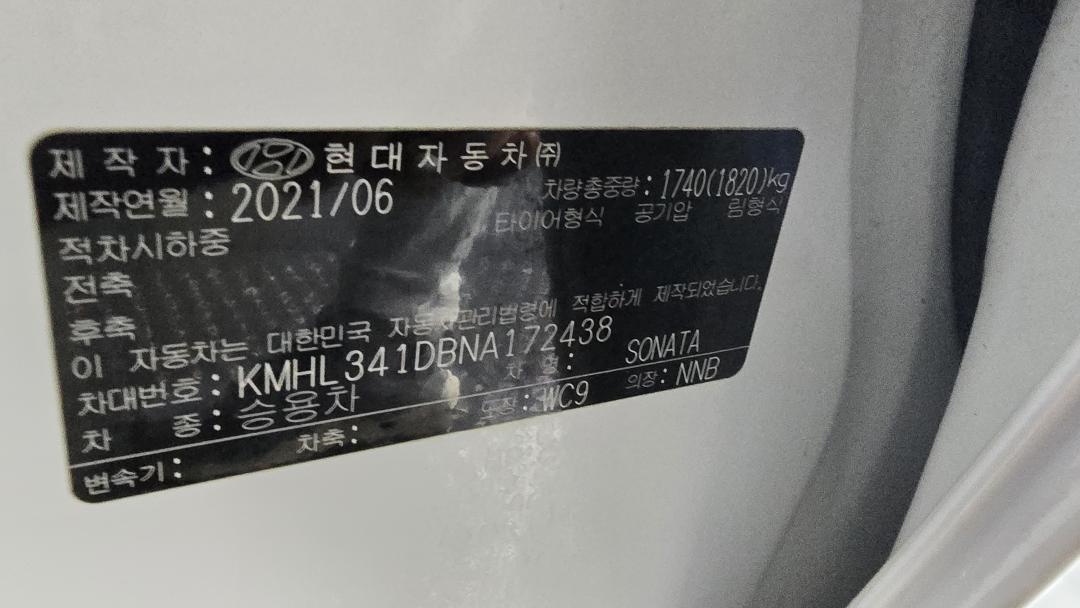 제 작 자 : 현 대 자 동 차 ㈜
제작연월 : 2021/06 차량총중량 : 1740(1820)kg
적차시하중 타이어형식 공기압 림형식
전축
후축
이 자동차는 대한민국 자동차관리법령에 적합하게 제작되었습니다.
차대번호 : KMHL341DBNA172438
차 종 : 승용차 차 명 : SONATA
변속기 : 차축 : 도장 : WC9 의장 : NNB